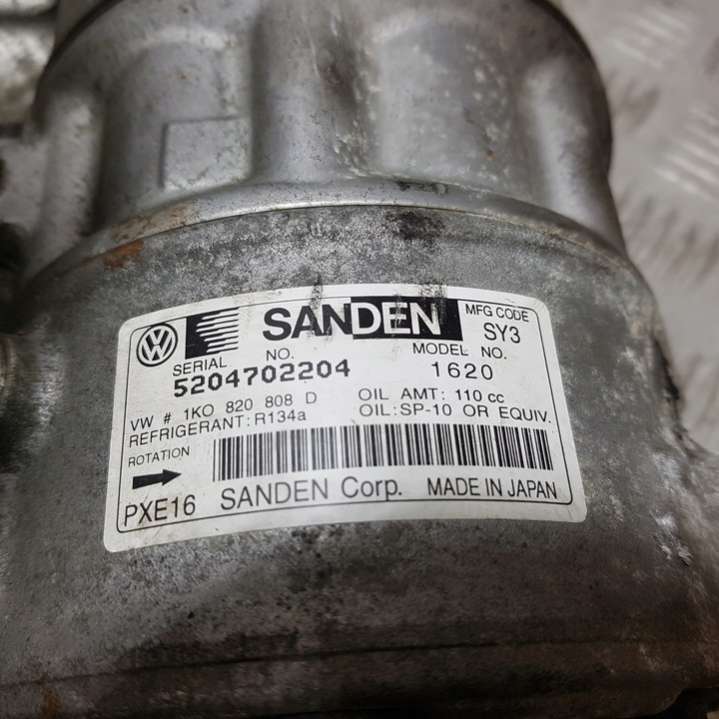 VW SANDEN MFG CODE
SY3
SERIAL NO. MODEL NO.
5204702204 1620
VW # 1K0 820 808 D OIL AMT: 110 cc
REFRIGERANT:R134a OIL:SP-10 OR EQUIV.
ROTATION
PXE16 SANDEN Corp. MADE IN JAPAN